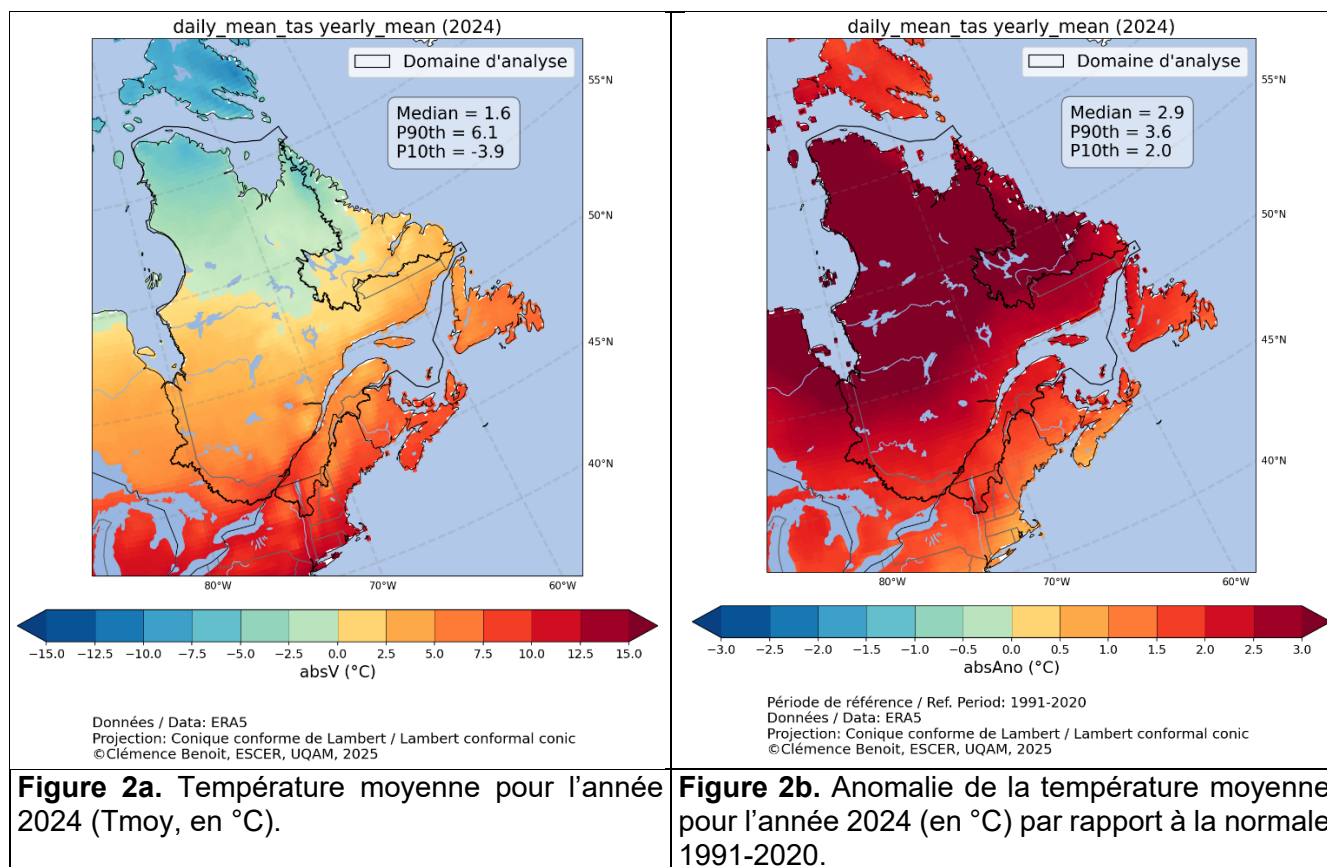 daily_mean_tas yearly_mean (2024)
Domaine d'analyse
Median = 1.6
P90th = 6.1
P10th = -3.9
55°N
50°N
45°N
40°N
80°W
70°W
60°W
−15.0 −12.5 −10.0 −7.5 −5.0 −2.5 0.0 2.5 5.0 7.5 10.0 12.5 15.0
absV (°C)
Données / Data: ERA5
Projection: Conique conforme de Lambert / Lambert conformal conic
©Clémence Benoit, ESCER, UQAM, 2025
Figure 2a. Température moyenne pour l’année
2024 (Tmoy, en °C).
daily_mean_tas yearly_mean (2024)
Domaine d'analyse
Median = 2.9
P90th = 3.6
P10th = 2.0
55°N
50°N
45°N
40°N
80°W
70°W
60°W
−3.0 −2.5 −2.0 −1.5 −1.0 −0.5 0.0 0.5 1.0 1.5 2.0 2.5 3.0
absAno (°C)
Période de référence / Ref. Period: 1991-2020
Données / Data: ERA5
Projection: Conique conforme de Lambert / Lambert conformal conic
©Clémence Benoit, ESCER, UQAM, 2025
Figure 2b. Anomalie de la température moyenne
pour l’année 2024 (en °C) par rapport à la normale
1991-2020.